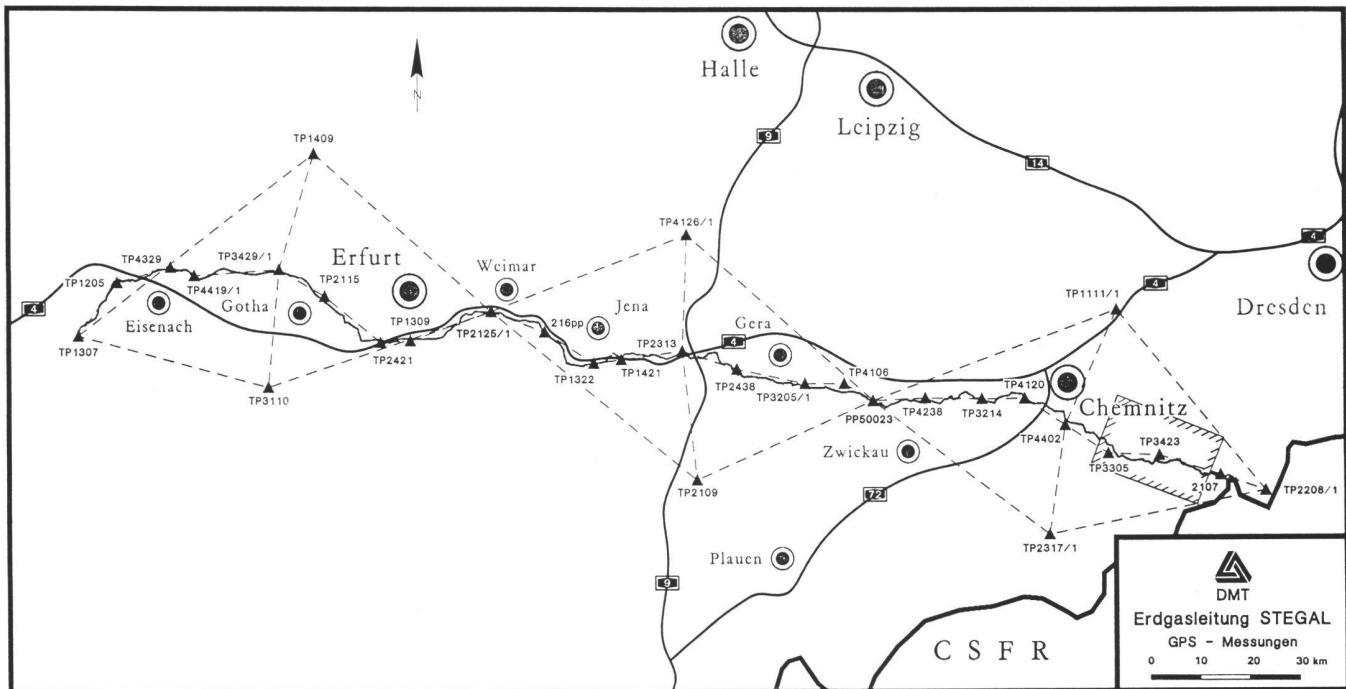 Halle
Leipzig
N
9
14
TP1409
TP4126/1
4
TP4329
TP3429/1
Erfurt
Weimar
TP1205
TP2115
4
TP4419/1
Gotha
Jena
TP1111/1
Dresden
4
Eisenach
TP1309
TP2125/1
216pp
Gera
TP1307
TP2421
TP2313
4
TP1322
TP1421
TP2438
TP4106
TP4120
TP3110
TP3205/1
Chemnitz
PP50023
TP4238
TP3214
TP4402
TP3423
Zwickau
TP3305
2107
TP2109
72
TP2208/1
TP2317/1
Plauen
9
DMT
Erdgasleitung STEGAL
GPS - Messungen
0 10 20 30 km
CSFR